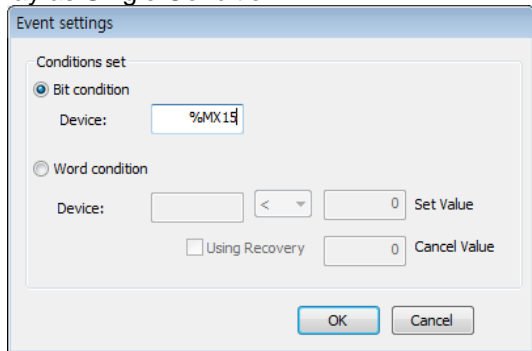 Event settings
Conditions set
Bit condition
Device: %MX15
Word condition
Device: < 0 Set Value
Using Recovery 0 Cancel Value
OK Cancel